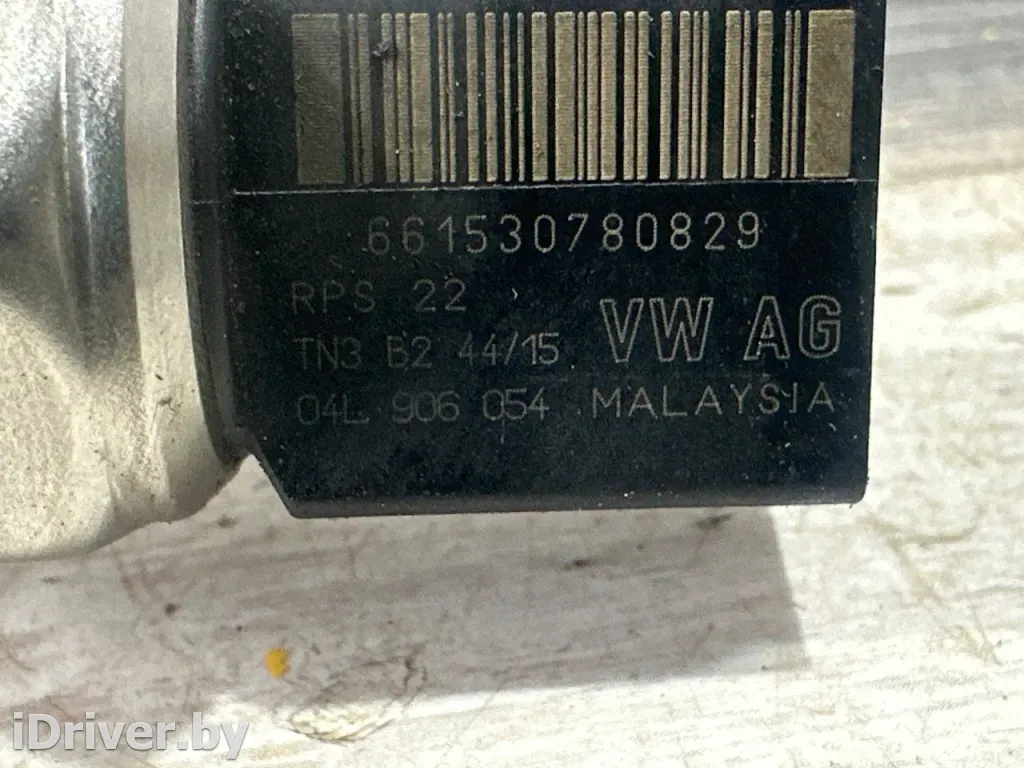 661530780829
RPS 22
TN3 B2 44/15 VW AG
04L 906 054 MALAYSIA
iDriver.by